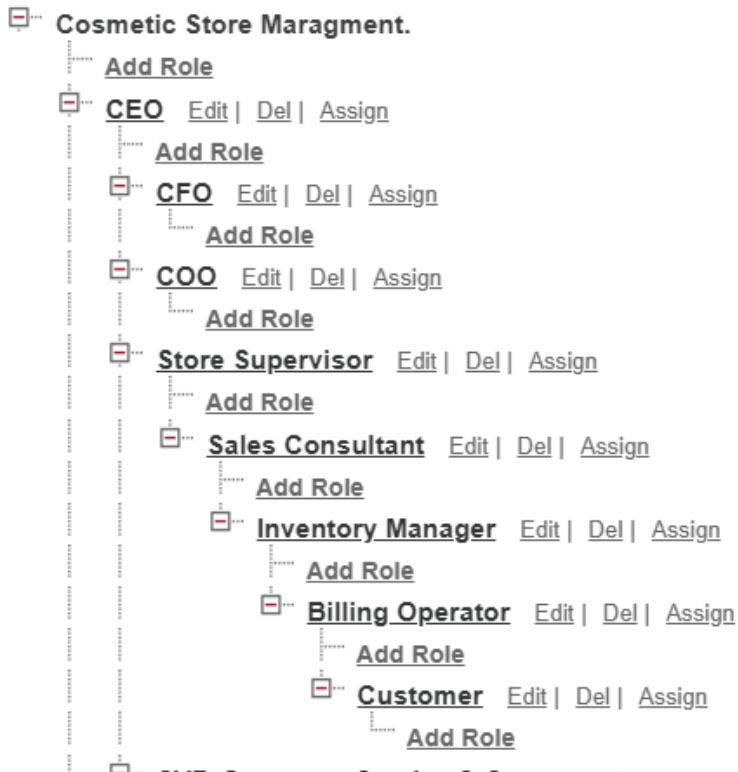 Cosmetic Store Maragment.
Add Role
CEO Edit | Del | Assign
Add Role
CFO Edit | Del | Assign
Add Role
COO Edit | Del | Assign
Add Role
Store Supervisor Edit | Del | Assign
Add Role
Sales Consultant Edit | Del | Assign
Add Role
Inventory Manager Edit | Del | Assign
Add Role
Billing Operator Edit | Del | Assign
Add Role
Customer Edit | Del | Assign
Add Role